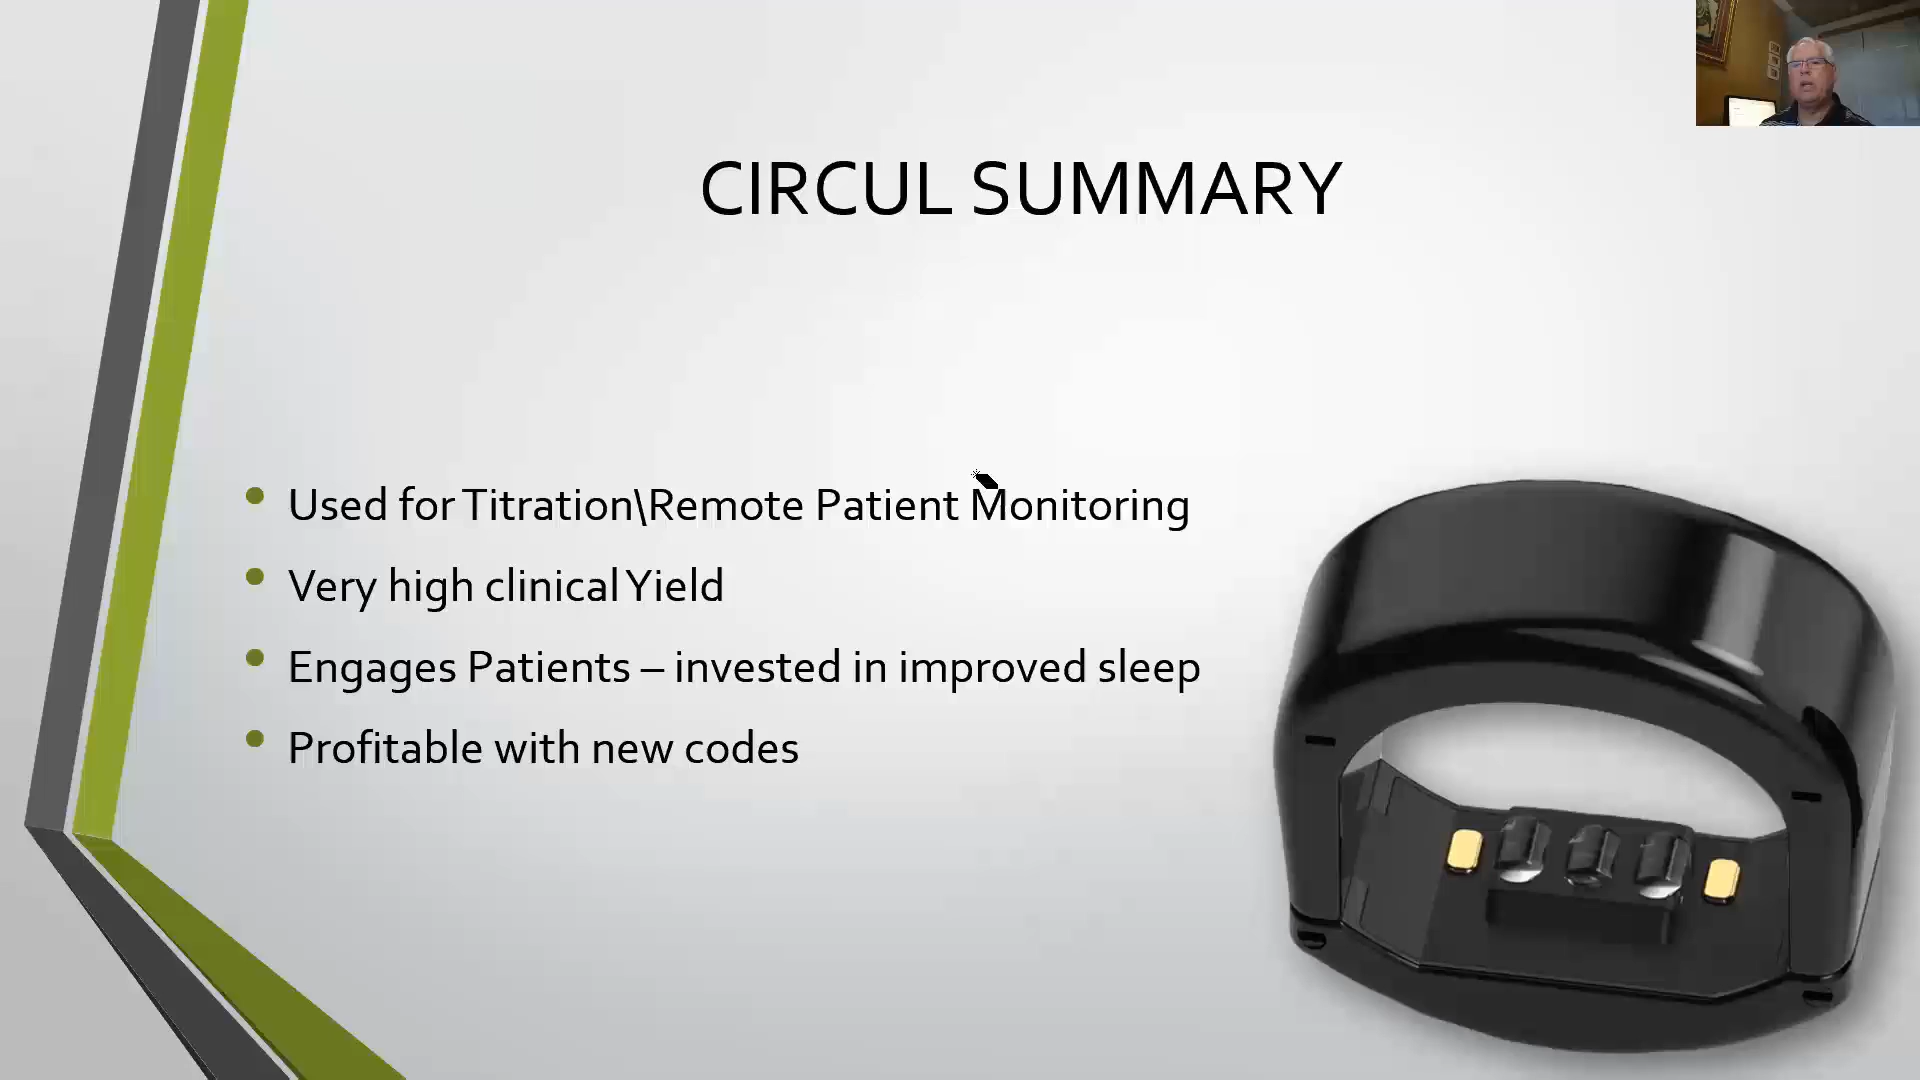 CIRCUL SUMMARY
Used for Titration\Remote Patient Monitoring
Very high clinical Yield
Engages Patients – invested in improved sleep
Profitable with new codes